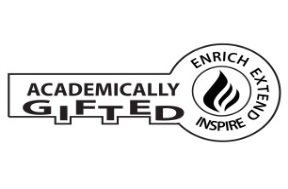 ACADEMICALLY
GIFTED
ENRICH EXTEND
INSPIRE